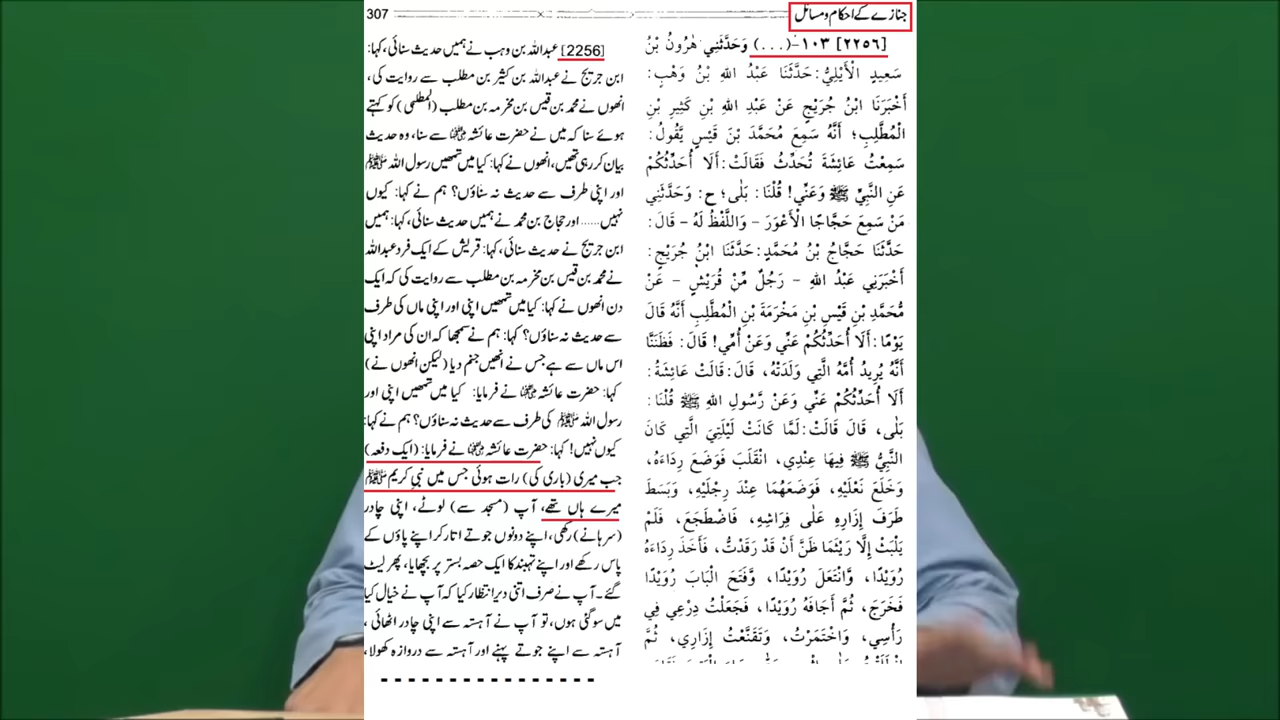 جنازے کے احکام و مسائل
307
[٢٢٥٦] ١٠٣-(...) وَحَدَّثَنِي هٰرُونُ بْنُ
سَعِيدٍ الْأَيْلِيُّ: حَدَّثَنَا عَبْدُ اللهِ بْنُ وَهْبٍ:
أَخْبَرَنَا ابْنُ جُرَيْجٍ عَنْ عَبْدِ اللهِ بْنِ كَثِيرِ بْنِ
الْمُطَّلِبِ؛ أَنَّهُ سَمِعَ مُحَمَّدَ بْنَ قَيْسٍ يَّقُولُ:
سَمِعْتُ عَائِشَةَ تُحَدِّثُ فَقَالَتْ: أَلَا أُحَدِّثُكُمْ
عَنِ النَّبِيِّ ﷺ وَعَنِّي! قُلْنَا: بَلٰى؛ ح: وَحَدَّثَنِي
مَنْ سَمِعَ حَجَّاجًا الْأَعْوَرَ - وَاللَّفْظُ لَهُ - قَالَ:
حَدَّثَنَا حَجَّاجُ بْنُ مُحَمَّدٍ: حَدَّثَنَا ابْنُ جُرَيْجٍ:
أَخْبَرَنِي عَبْدُ اللهِ - رَجُلٌ مِّنْ قُرَيْشٍ - عَنْ
مُّحَمَّدِ بْنِ قَيْسِ بْنِ مَخْرَمَةَ بْنِ الْمُطَّلِبِ أَنَّهُ قَالَ
يَوْمًا: أَلَا أُحَدِّثُكُمْ عَنِّي وَعَنْ أُمِّي! قَالَ: فَظَنَنَّا
أَنَّهُ يُرِيدُ أُمَّهُ الَّتِي وَلَدَتْهُ، قَالَ: قَالَتْ عَائِشَةُ:
أَلَا أُحَدِّثُكُمْ عَنِّي وَعَنْ رَّسُولِ اللهِ ﷺ قُلْنَا:
بَلٰى، قَالَ قَالَتْ: لَمَّا كَانَتْ لَيْلَتِيَ الَّتِي كَانَ
النَّبِيُّ ﷺ فِيهَا عِنْدِي، انْقَلَبَ فَوَضَعَ رِدَاءَهُ،
وَخَلَعَ نَعْلَيْهِ، فَوَضَعَهُمَا عِنْدَ رِجْلَيْهِ، وَبَسَطَ
طَرَفَ إِزَارِهِ عَلٰى فِرَاشِهِ، فَاضْطَجَعَ، فَلَمْ
يَلْبَثْ إِلَّا رَيْثَمَا ظَنَّ أَنْ قَدْ رَقَدْتُّ، فَأَخَذَ رِدَاءَهُ
رُوَيْدًا، وَّانْتَعَلَ رُوَيْدًا، وَّفَتَحَ الْبَابَ رُوَيْدًا
فَخَرَجَ، ثُمَّ أَجَافَهُ رُوَيْدًا، فَجَعَلْتُ دِرْعِي فِي
رَأْسِي، وَاخْتَمَرْتُ، وَتَقَنَّعْتُ إِزَارِي، ثُمَّ
[2256] عبداللہ بن وہب نے ہمیں حدیث سنائی، کہا:
ابن جریج نے عبداللہ بن کثیر بن مطلب سے روایت کی،
انھوں نے محمد بن قیس بن مخرمہ بن مطلب (المطلبی) کو کہتے
ہوئے سنا کہ میں نے حضرت عائشہ ؓ سے سنا، وہ حدیث
بیان کر رہی تھیں، انھوں نے کہا: کیا میں تمھیں رسول اللہ ﷺ
اور اپنی طرف سے حدیث نہ سناؤں؟ ہم نے کہا: کیوں
نہیں...... اور حجاج بن محمد نے ہمیں حدیث سنائی، کہا: ہمیں
ابن جریج نے حدیث سنائی، کہا: قریش کے ایک فرد عبداللہ
نے محمد بن قیس بن مخرمہ بن مطلب سے روایت کی کہ ایک
دن انھوں نے کہا: کیا میں تمھیں اپنی اور اپنی ماں کی طرف
سے حدیث نہ سناؤں؟ کہا: ہم نے سمجھا کہ ان کی مراد اپنی
اس ماں سے ہے جس نے انھیں جنم دیا (لیکن انھوں نے)
کہا: حضرت عائشہ ؓ نے فرمایا: کیا میں تمھیں اپنی اور
رسول اللہ ﷺ کی طرف سے حدیث نہ سناؤں؟ ہم نے کہا:
کیوں نہیں! کہا: حضرت عائشہ ؓ نے فرمایا: (ایک دفعہ)
جب میری (باری کی) رات ہوئی جس میں نبیِ کریم ﷺ
میرے ہاں تھے، آپ (مسجد سے) لوٹے، اپنی چادر
(سرہانے) رکھی، اپنے دونوں جوتے اتار کر اپنے پاؤں کے
پاس رکھے اور اپنے تہبند کا ایک حصہ بستر پر بچھایا، پھر لیٹ
گئے۔ آپ نے صرف اتنی دیر انتظار کیا کہ آپ نے خیال کیا
میں سو گئی ہوں، تو آپ نے آہستہ سے اپنی چادر اٹھائی،
آہستہ سے اپنے جوتے پہنے اور آہستہ سے دروازہ کھولا،